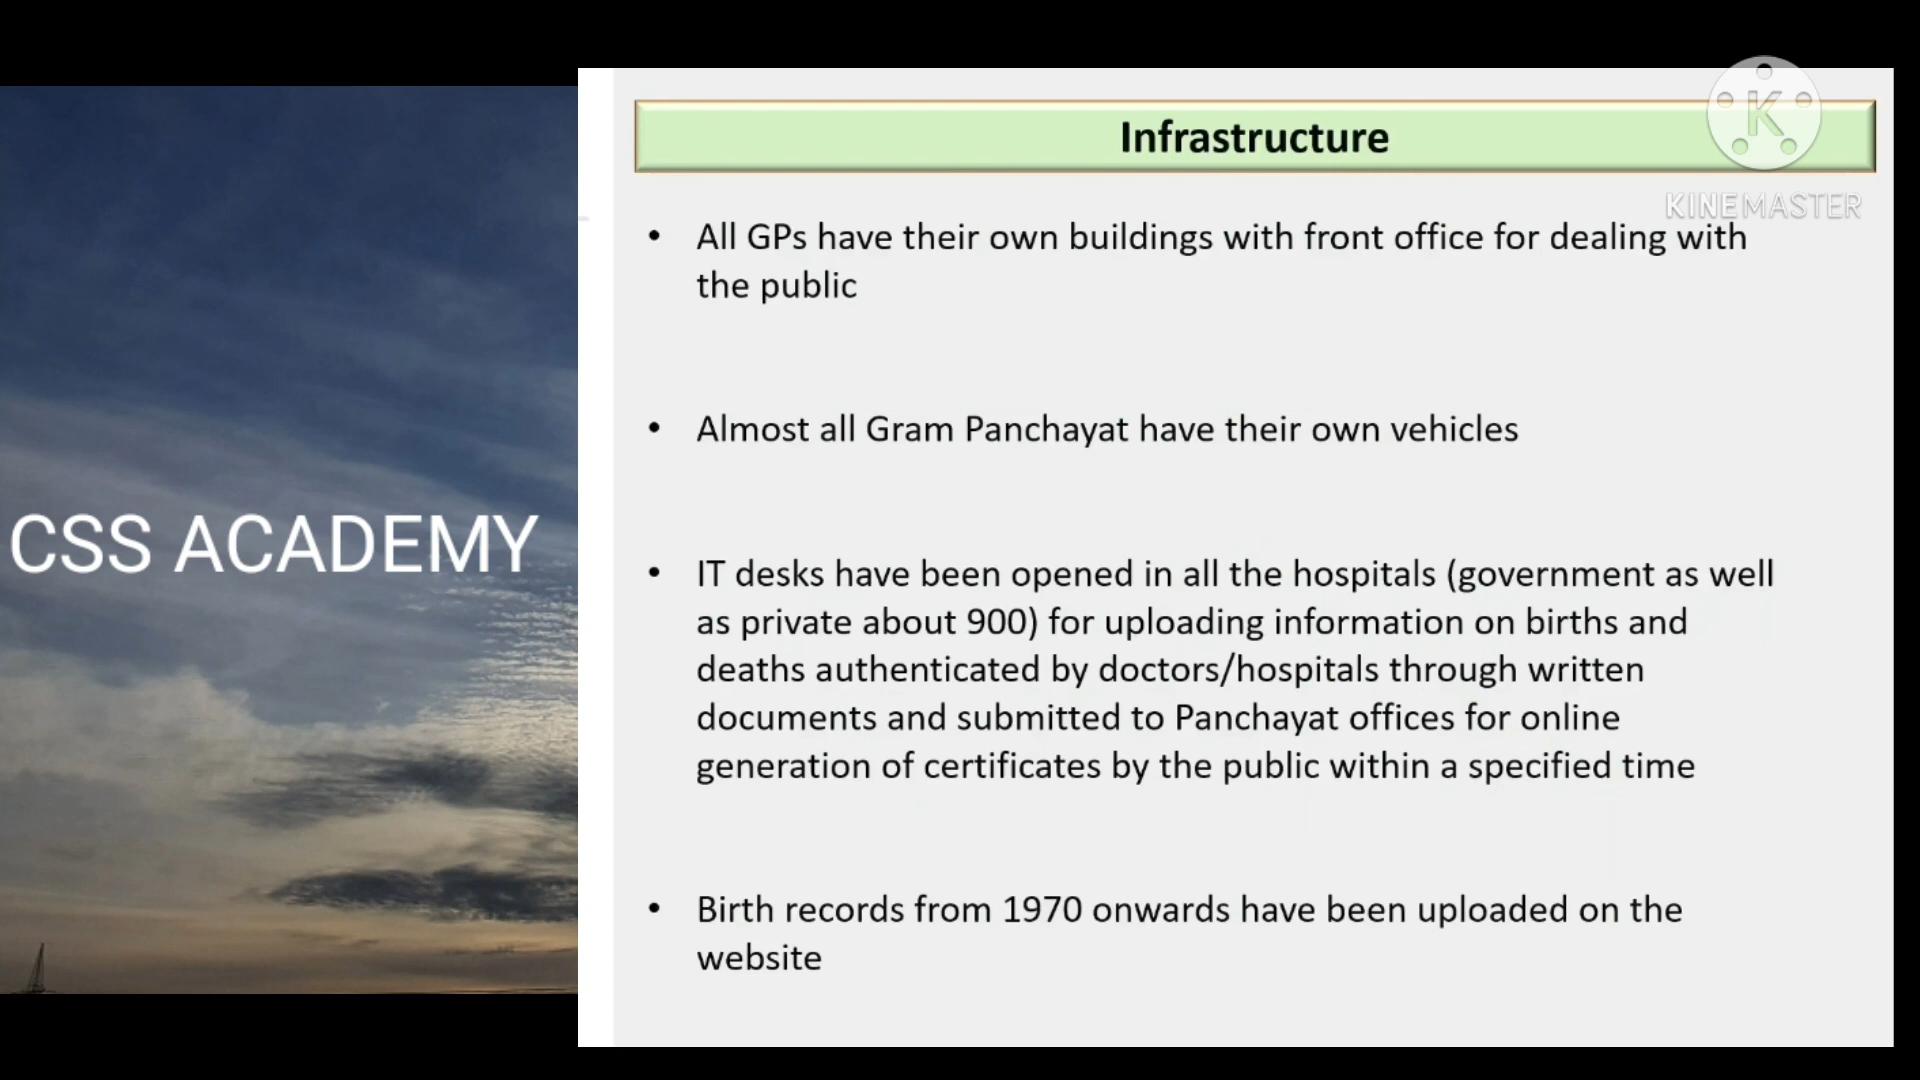 Infrastructure
K
KINEMASTER
• All GPs have their own buildings with front office for dealing with
the public
• Almost all Gram Panchayat have their own vehicles
CSS ACADEMY
• IT desks have been opened in all the hospitals (government as well
as private about 900) for uploading information on births and
deaths authenticated by doctors/hospitals through written
documents and submitted to Panchayat offices for online
generation of certificates by the public within a specified time
• Birth records from 1970 onwards have been uploaded on the
website